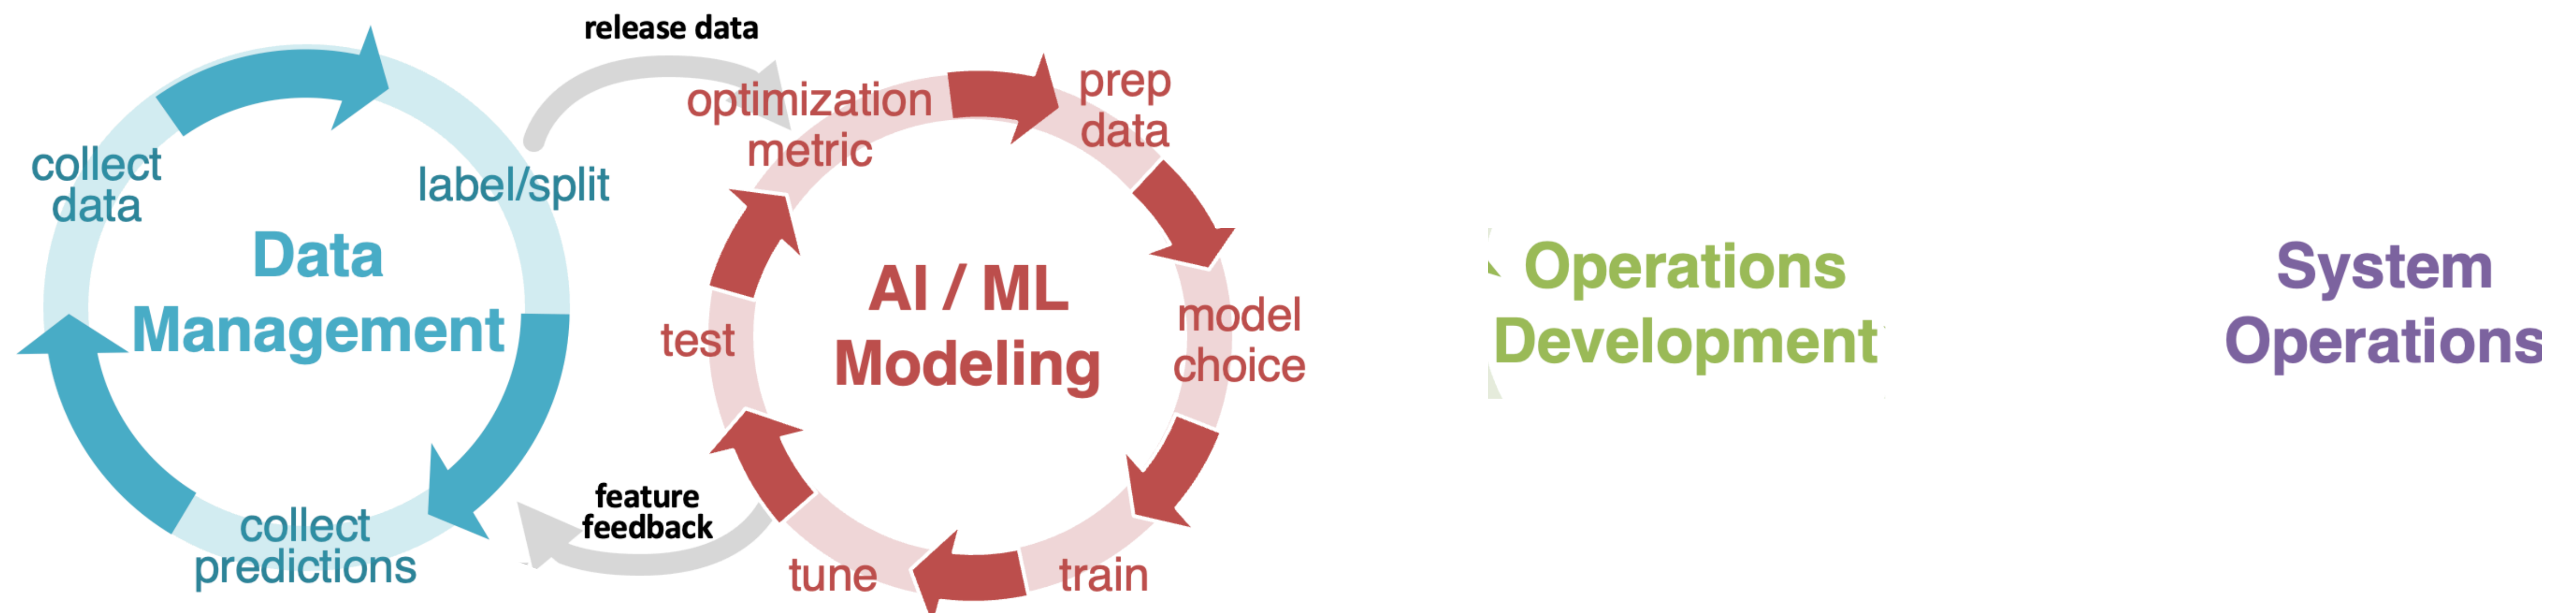 release data
collect
data
label/split
Data
Management
collect
predictions
feature
feedback
optimization
metric
prep
data
model
choice
train
tune
test
AI / ML
Modeling
Operations
Development
System
Operations